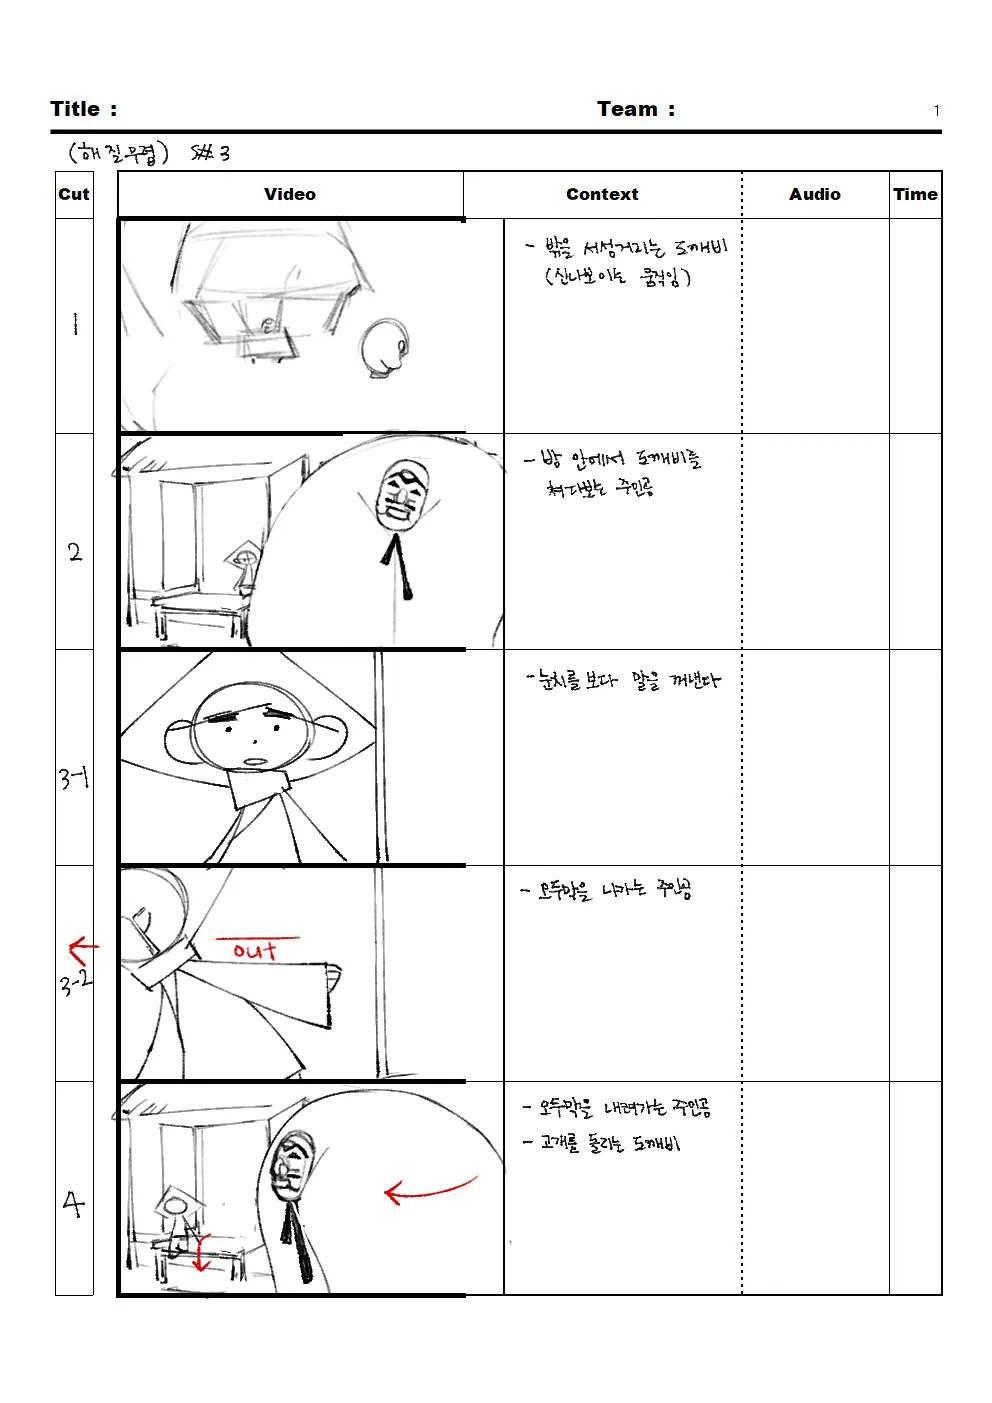 Title :
Team :
1
(해질무렵) S# 3
Cut
Video
Context
Audio
Time
1
- 밖을 서성거리는 도깨비
(신나보이는 움직임)
2
- 방 안에서 도깨비를
쳐다보는 주인공
3-1
- 눈치를 보다 말을 꺼낸다
3-2
out
- 오두막을 나가는 주인공
4
- 오두막을 내려가는 주인공
- 고개를 돌리는 도깨비